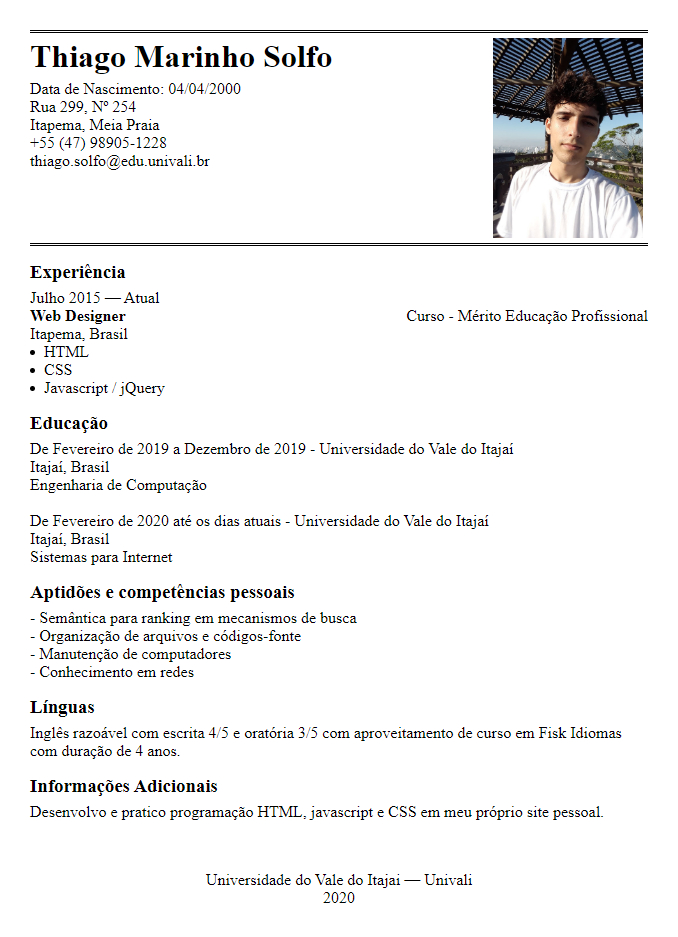 Thiago Marinho Solfo
Data de Nascimento: 04/04/2000
Rua 299, Nº 254
Itapema, Meia Praia
+55 (47) 98905-1228
thiago.solfo@edu.univali.br
Experiência
Julho 2015 — Atual
Web Designer Curso - Mérito Educação Profissional
Itapema, Brasil
• HTML
• CSS
• Javascript / jQuery
Educação
De Fevereiro de 2019 a Dezembro de 2019 - Universidade do Vale do Itajaí
Itajaí, Brasil
Engenharia de Computação
De Fevereiro de 2020 até os dias atuais - Universidade do Vale do Itajaí
Itajaí, Brasil
Sistemas para Internet
Aptidões e competências pessoais
- Semântica para ranking em mecanismos de busca
- Organização de arquivos e códigos-fonte
- Manutenção de computadores
- Conhecimento em redes
Línguas
Inglês razoável com escrita 4/5 e oratória 3/5 com aproveitamento de curso em Fisk Idiomas
com duração de 4 anos.
Informações Adicionais
Desenvolvo e pratico programação HTML, javascript e CSS em meu próprio site pessoal.
Universidade do Vale do Itajai — Univali
2020